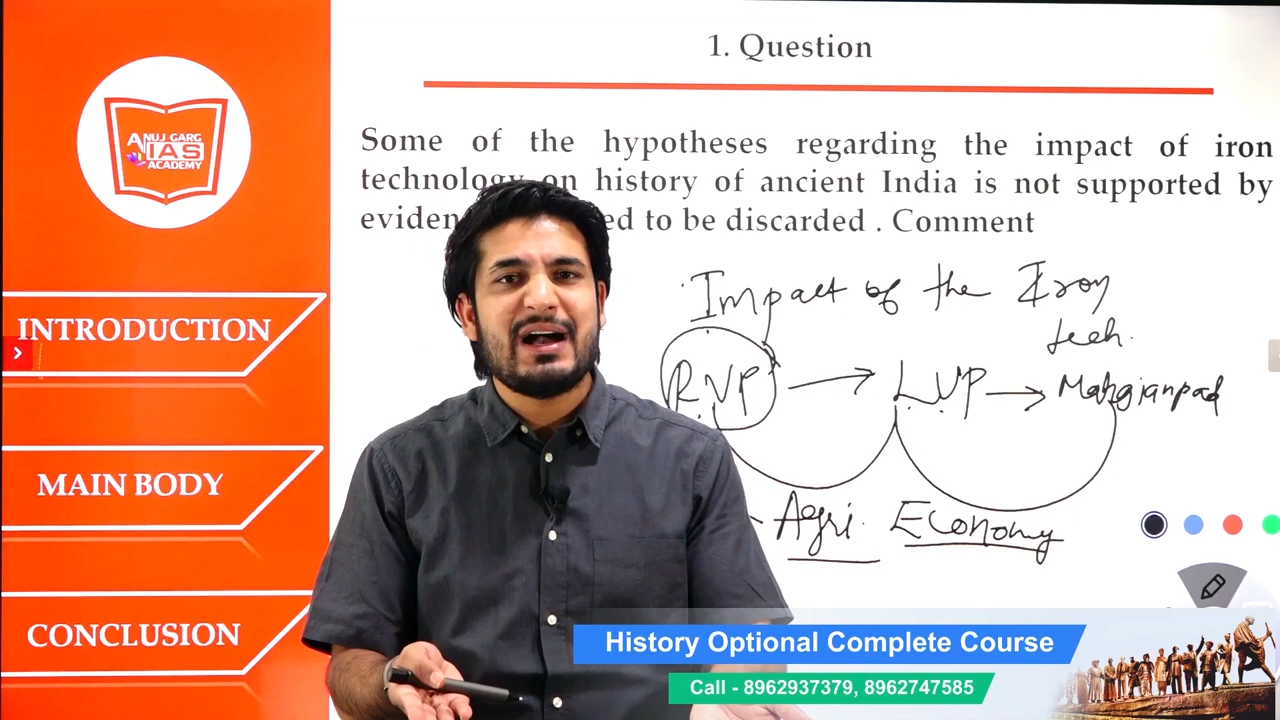 1. Question
Some of the hypotheses regarding the impact of iron
technology on history of ancient India is not supported by
to be discarded . Comment
ANUJ GARG
IAS
ACADEMY
INTRODUCTION
MAIN BODY
CONCLUSION
Impact of the Iron
tech.
R.V.P → L.V.P → Mahajanpad
Agri. Economy
History Optional Complete Course
Call - 8962937379, 8962747585